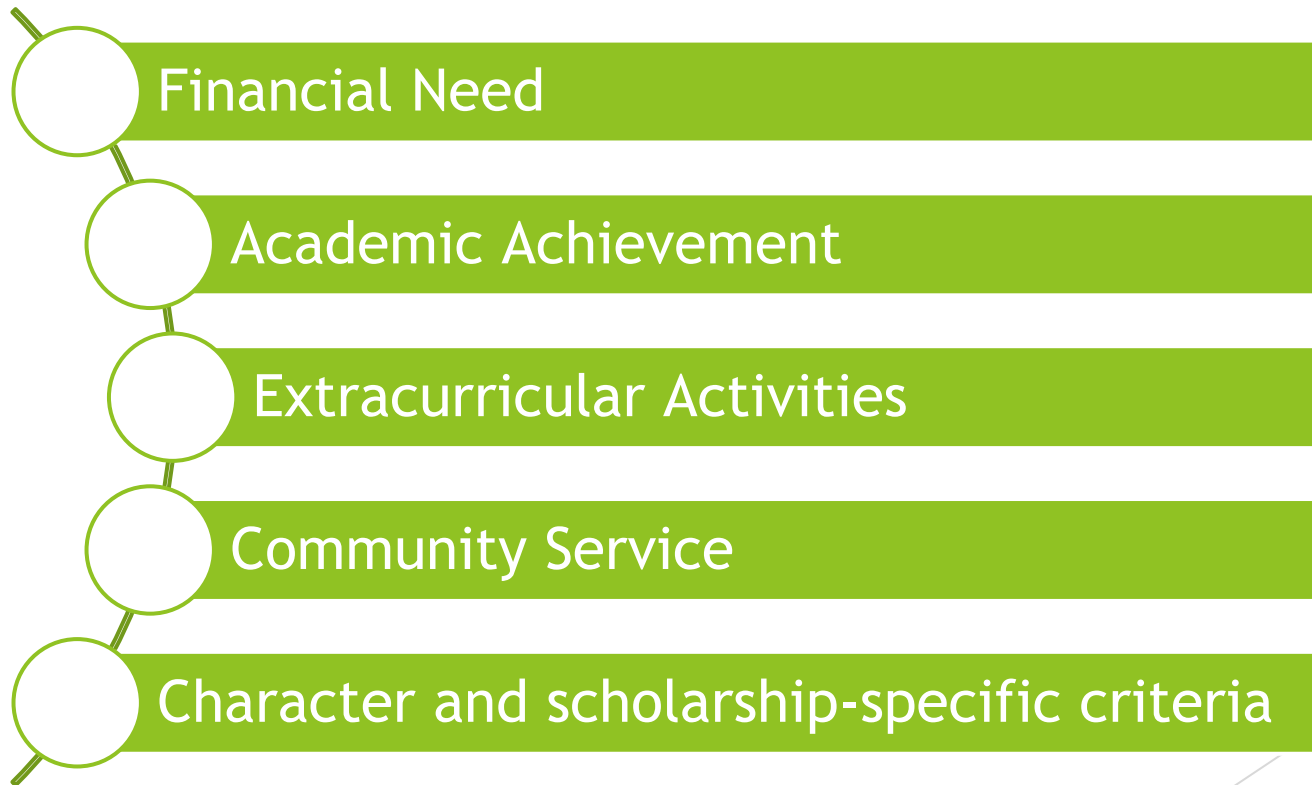 Financial Need
Academic Achievement
Extracurricular Activities
Community Service
Character and scholarship-specific criteria